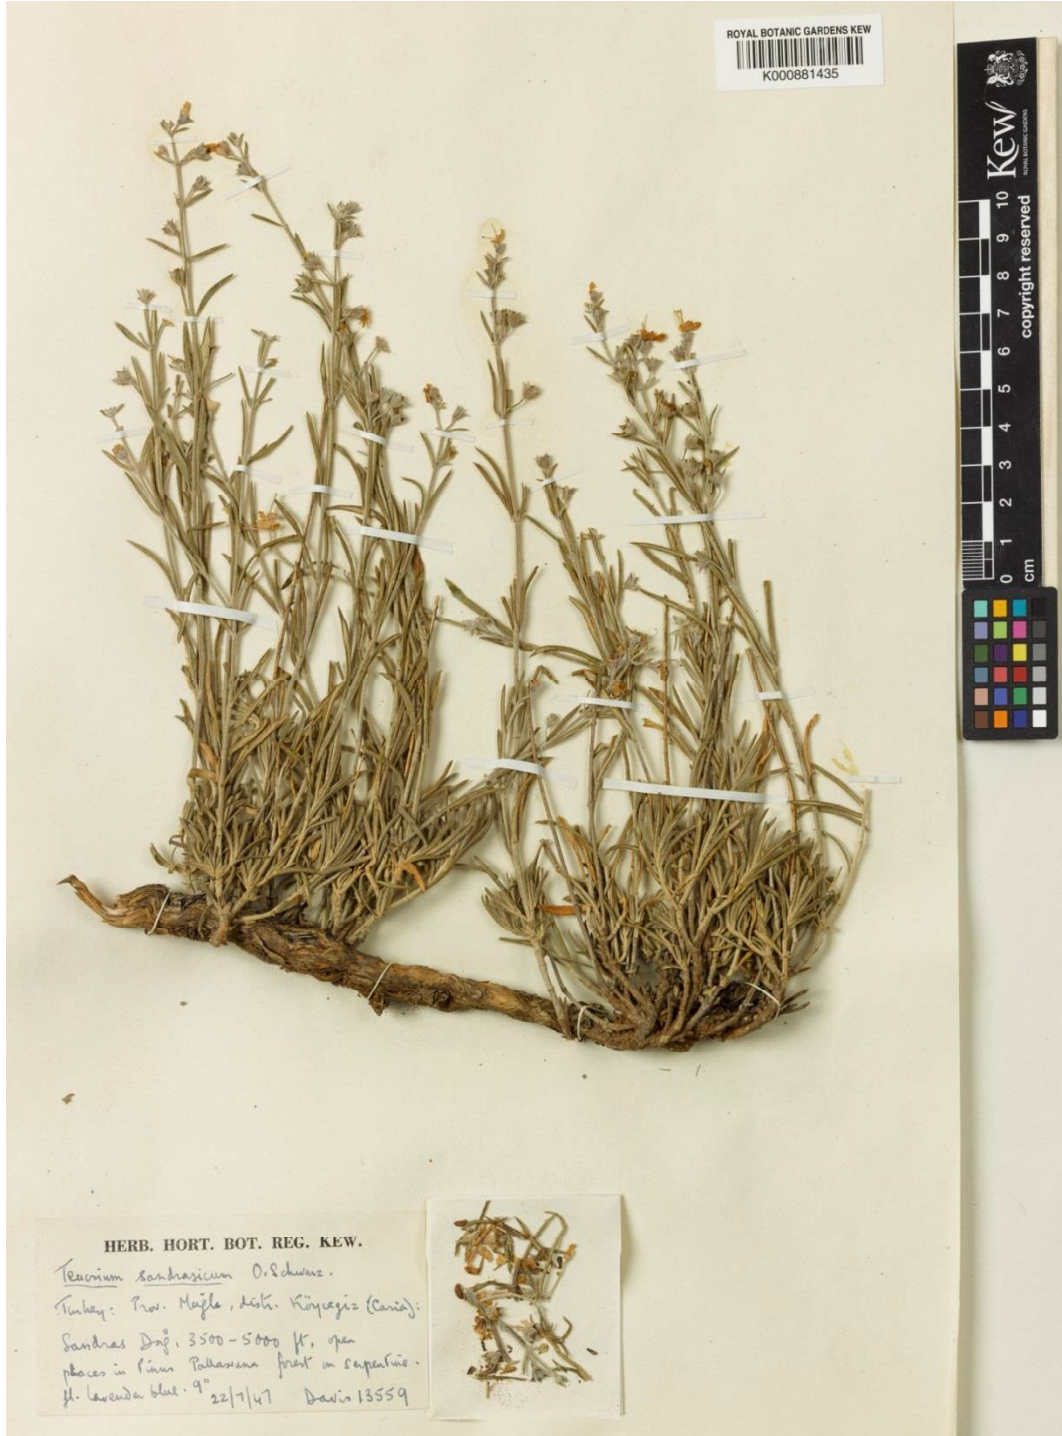 ROYAL BOTANIC GARDENS KEW
K000881435
Kew
ROYAL BOTANIC GARDENS
copyright reserved
10
9
8
7
6
5
4
3
2
1
0
cm
HERB. HORT. BOT. REG. KEW.
Teucrium sandrasicum O. Schwarz.
Turkey: Prov. Muğla, distr. Köycegiz (Caria):
Sandras Dağ, 3500-5000 ft, open
places in Pinus Pallasiana forest on serpentine.
fl. lavender blue. 9"
22/7/47 Davis 13559